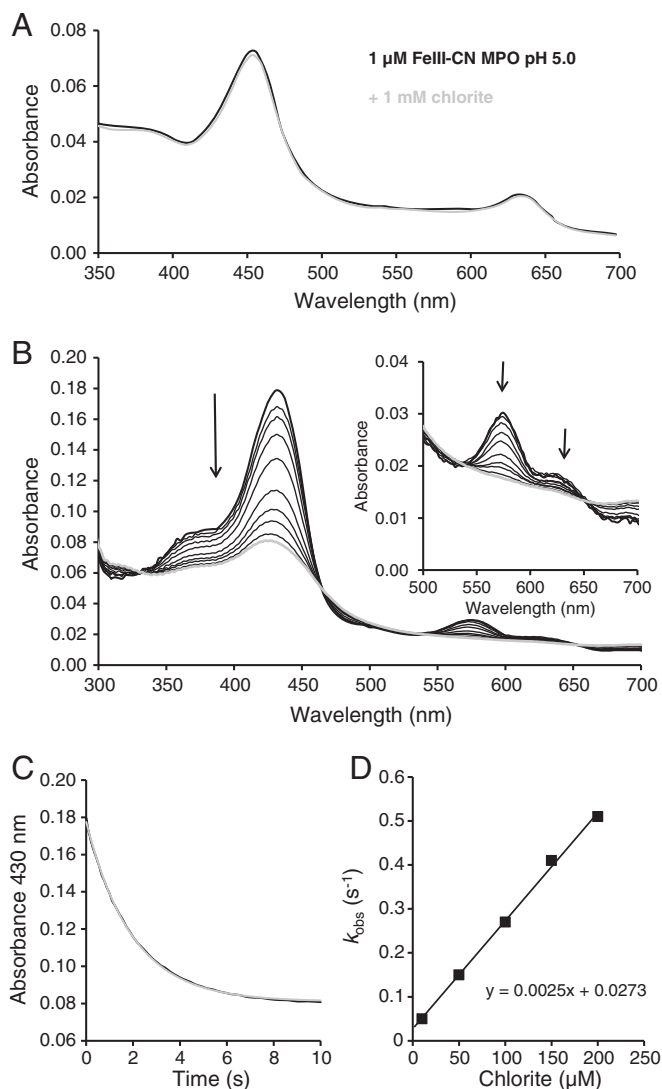 A
0.08
0.06
0.04
0.02
0.00
Absorbance
1 µM FeIII-CN MPO pH 5.0
+ 1 mM chlorite
350 400 450 500 550 600 650 700
Wavelength (nm)
B
0.20
0.18
0.16
0.14
0.12
0.10
0.08
0.06
0.04
0.02
0.00
Absorbance
300 350 400 450 500 550 600 650 700
Wavelength (nm)
0.04
0.03
0.02
0.01
0.00
Absorbance
500 550 600 650 700
Wavelength (nm)
C
0.20
0.18
0.16
0.14
0.12
0.10
0.08
0.06
Absorbance 430 nm
0 2 4 6 8 10
Time (s)
D
0.6
0.5
0.4
0.3
0.2
0.1
0
kobs (s-1)
y = 0.0025x + 0.0273
0 50 100 150 200 250
Chlorite (µM)